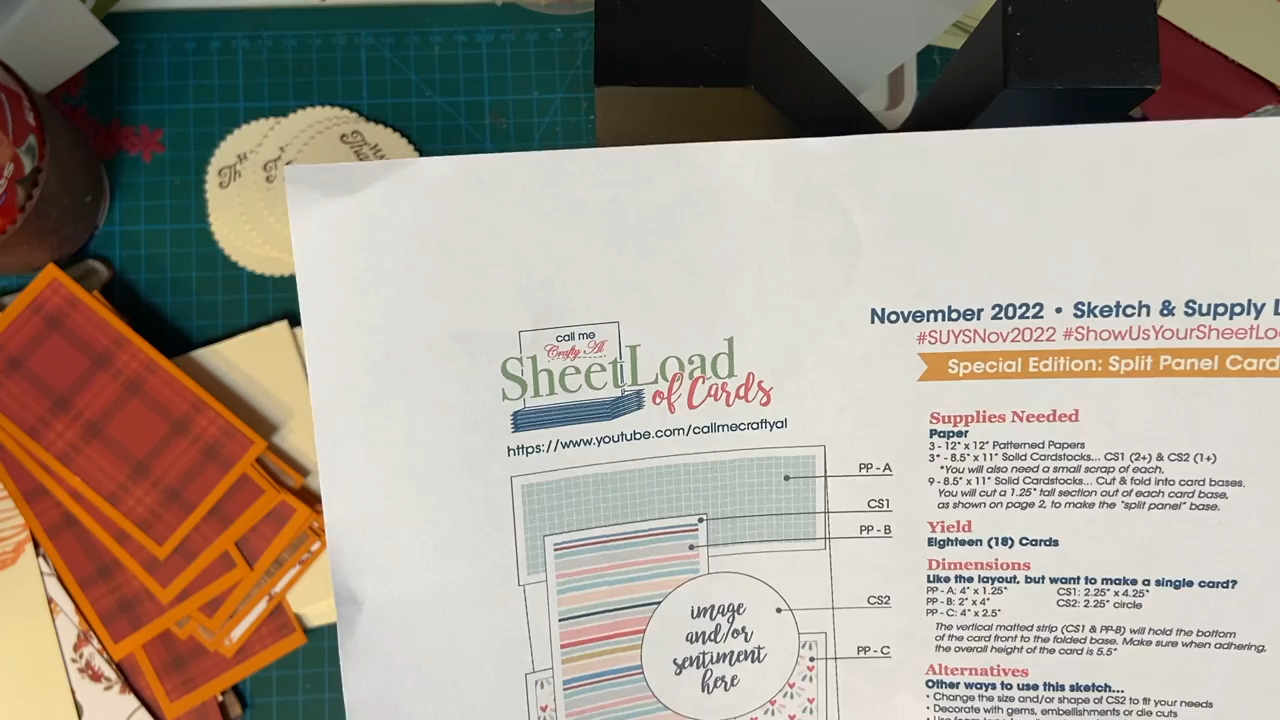 Th
Tha
November 2022 • Sketch & Supply L
#SUYSNov2022 #ShowUsYourSheetLo
Special Edition: Split Panel Card
call me
Crafty Al
SheetLoad
of Cards
https://www.youtube.com/callmecraftyal
PP - A
CS1
PP - B
CS2
PP - C
image
and/or
sentiment
here
Supplies Needed
Paper
3 - 12" x 12" Patterned Papers
3* - 8.5" x 11" Solid Cardstocks... CS1 (2+) & CS2 (1+)
*You will also need a small scrap of each.
9 - 8.5" x 11" Solid Cardstocks... Cut & fold into card bases.
You will cut a 1.25" tall section out of each card base,
as shown on page 2, to make the "split panel" base.
Yield
Eighteen (18) Cards
Dimensions
Like the layout, but want to make a single card?
PP - A: 4" x 1.25" CS1: 2.25" x 4.25"
PP - B: 2" x 4" CS2: 2.25" circle
PP - C: 4" x 2.5"
The vertical matted strip (CS1 & PP-B) will hold the bottom
of the card front to the folded base. Make sure when adhering,
the overall height of the card is 5.5"
Alternatives
Other ways to use this sketch...
• Change the size and/or shape of CS2 to fit your needs
• Decorate with gems, embellishments or die cuts